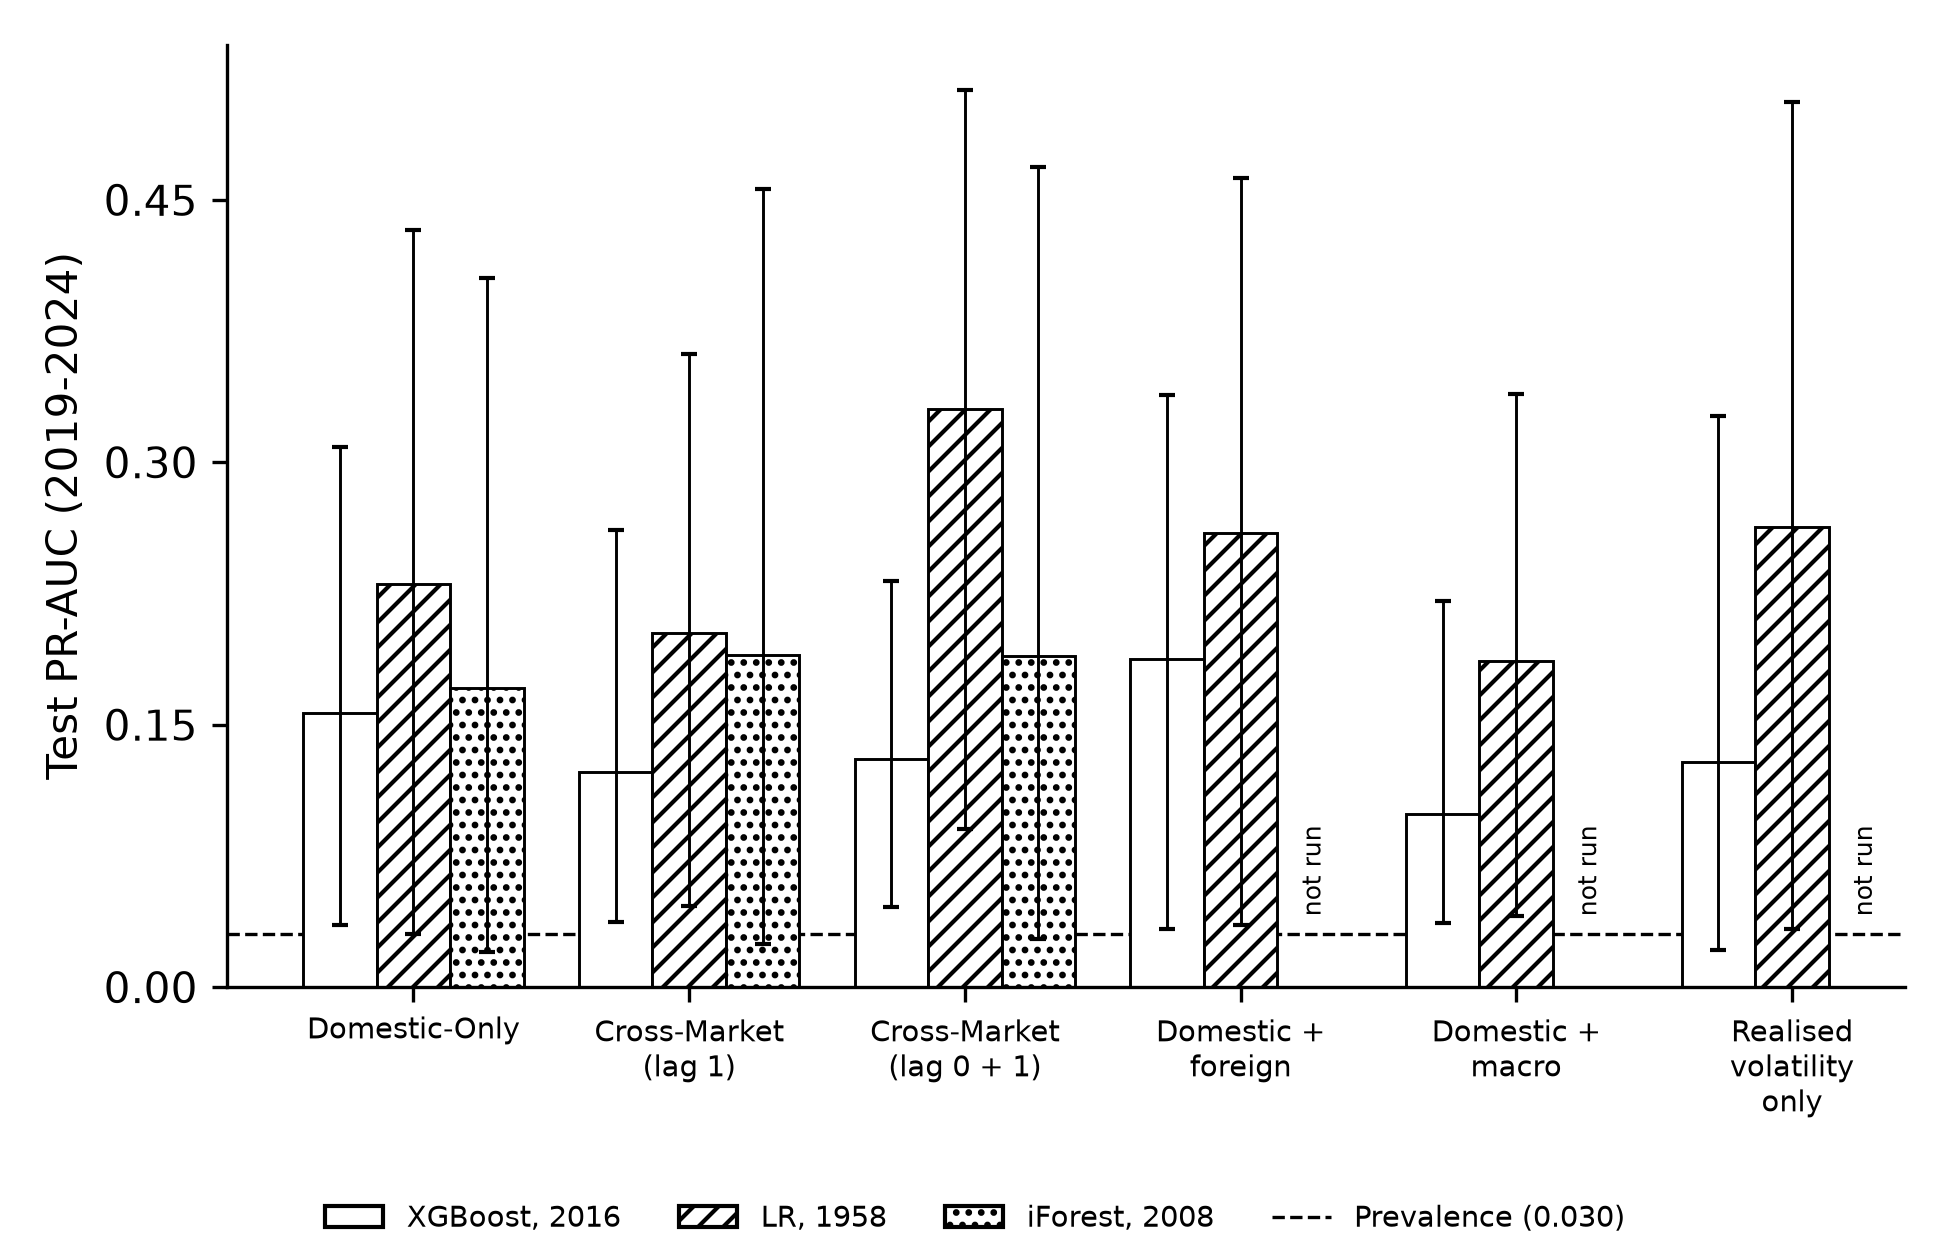 Test PR-AUC (2019-2024)
0.45
0.30
0.15
0.00
not run
not run
not run
Domestic-Only
Cross-Market
(lag 1)
Cross-Market
(lag 0 + 1)
Domestic +
foreign
Domestic +
macro
Realised
volatility
only
XGBoost, 2016
LR, 1958
iForest, 2008
Prevalence (0.030)